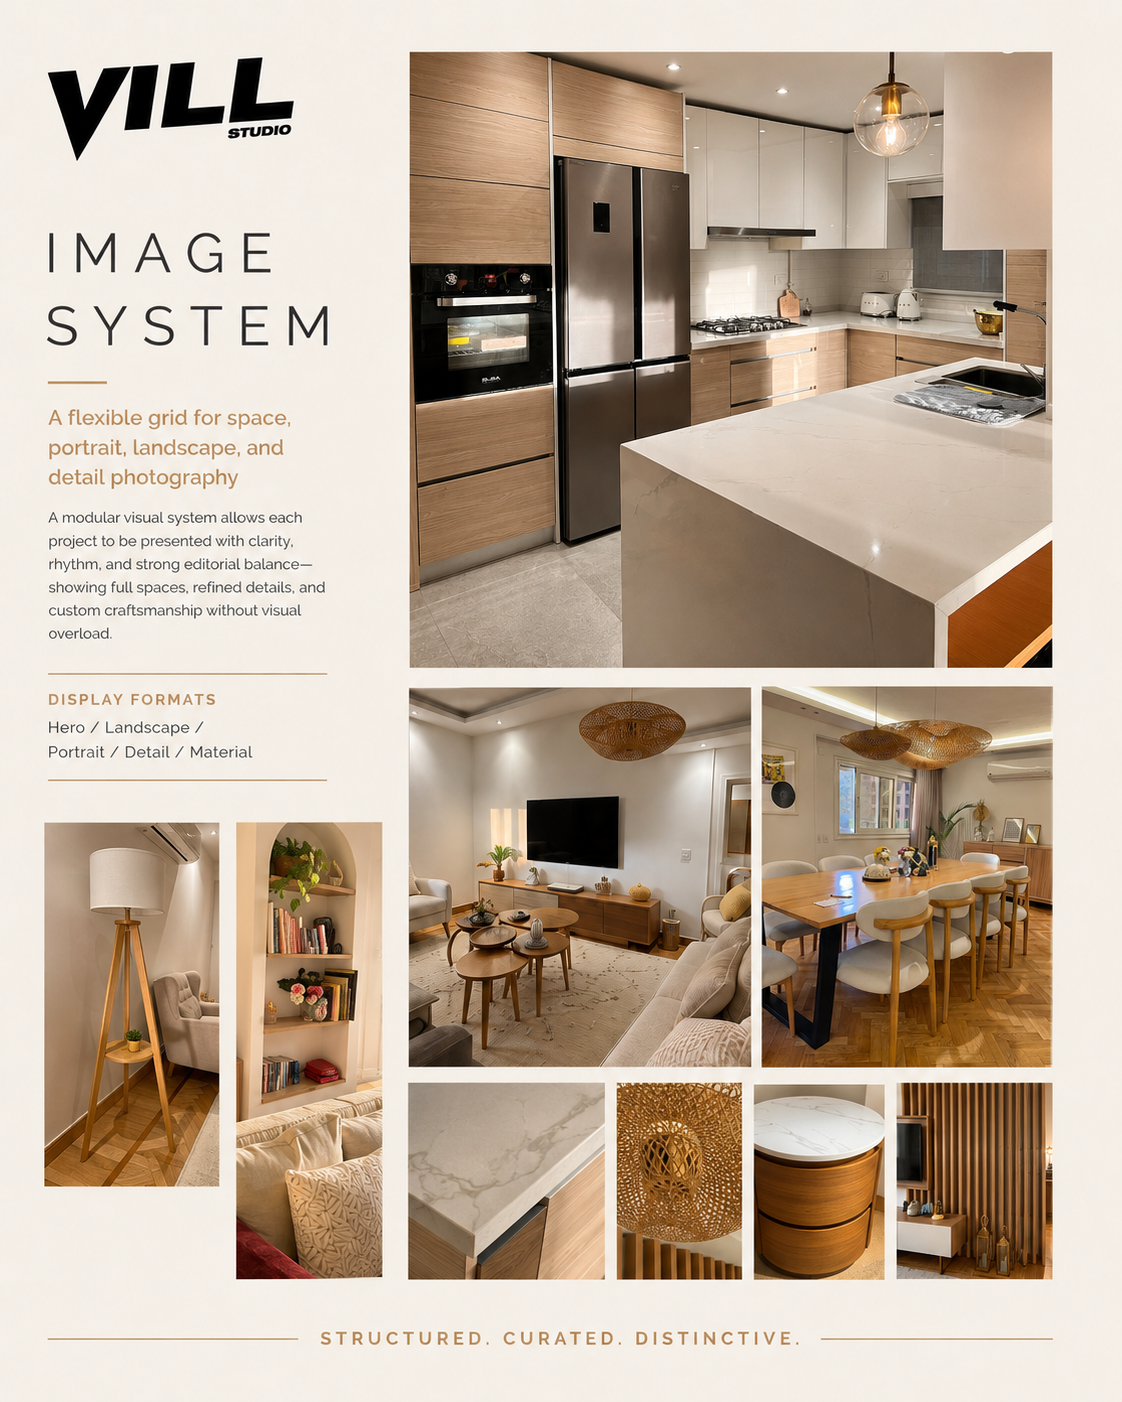 VILL
STUDIO
IMAGE
SYSTEM
A flexible grid for space,
portrait, landscape, and
detail photography
A modular visual system allows each
project to be presented with clarity,
rhythm, and strong editorial balance—
showing full spaces, refined details, and
custom craftsmanship without visual
overload.
DISPLAY FORMATS
Hero / Landscape /
Portrait / Detail / Material
STRUCTURED. CURATED. DISTINCTIVE.